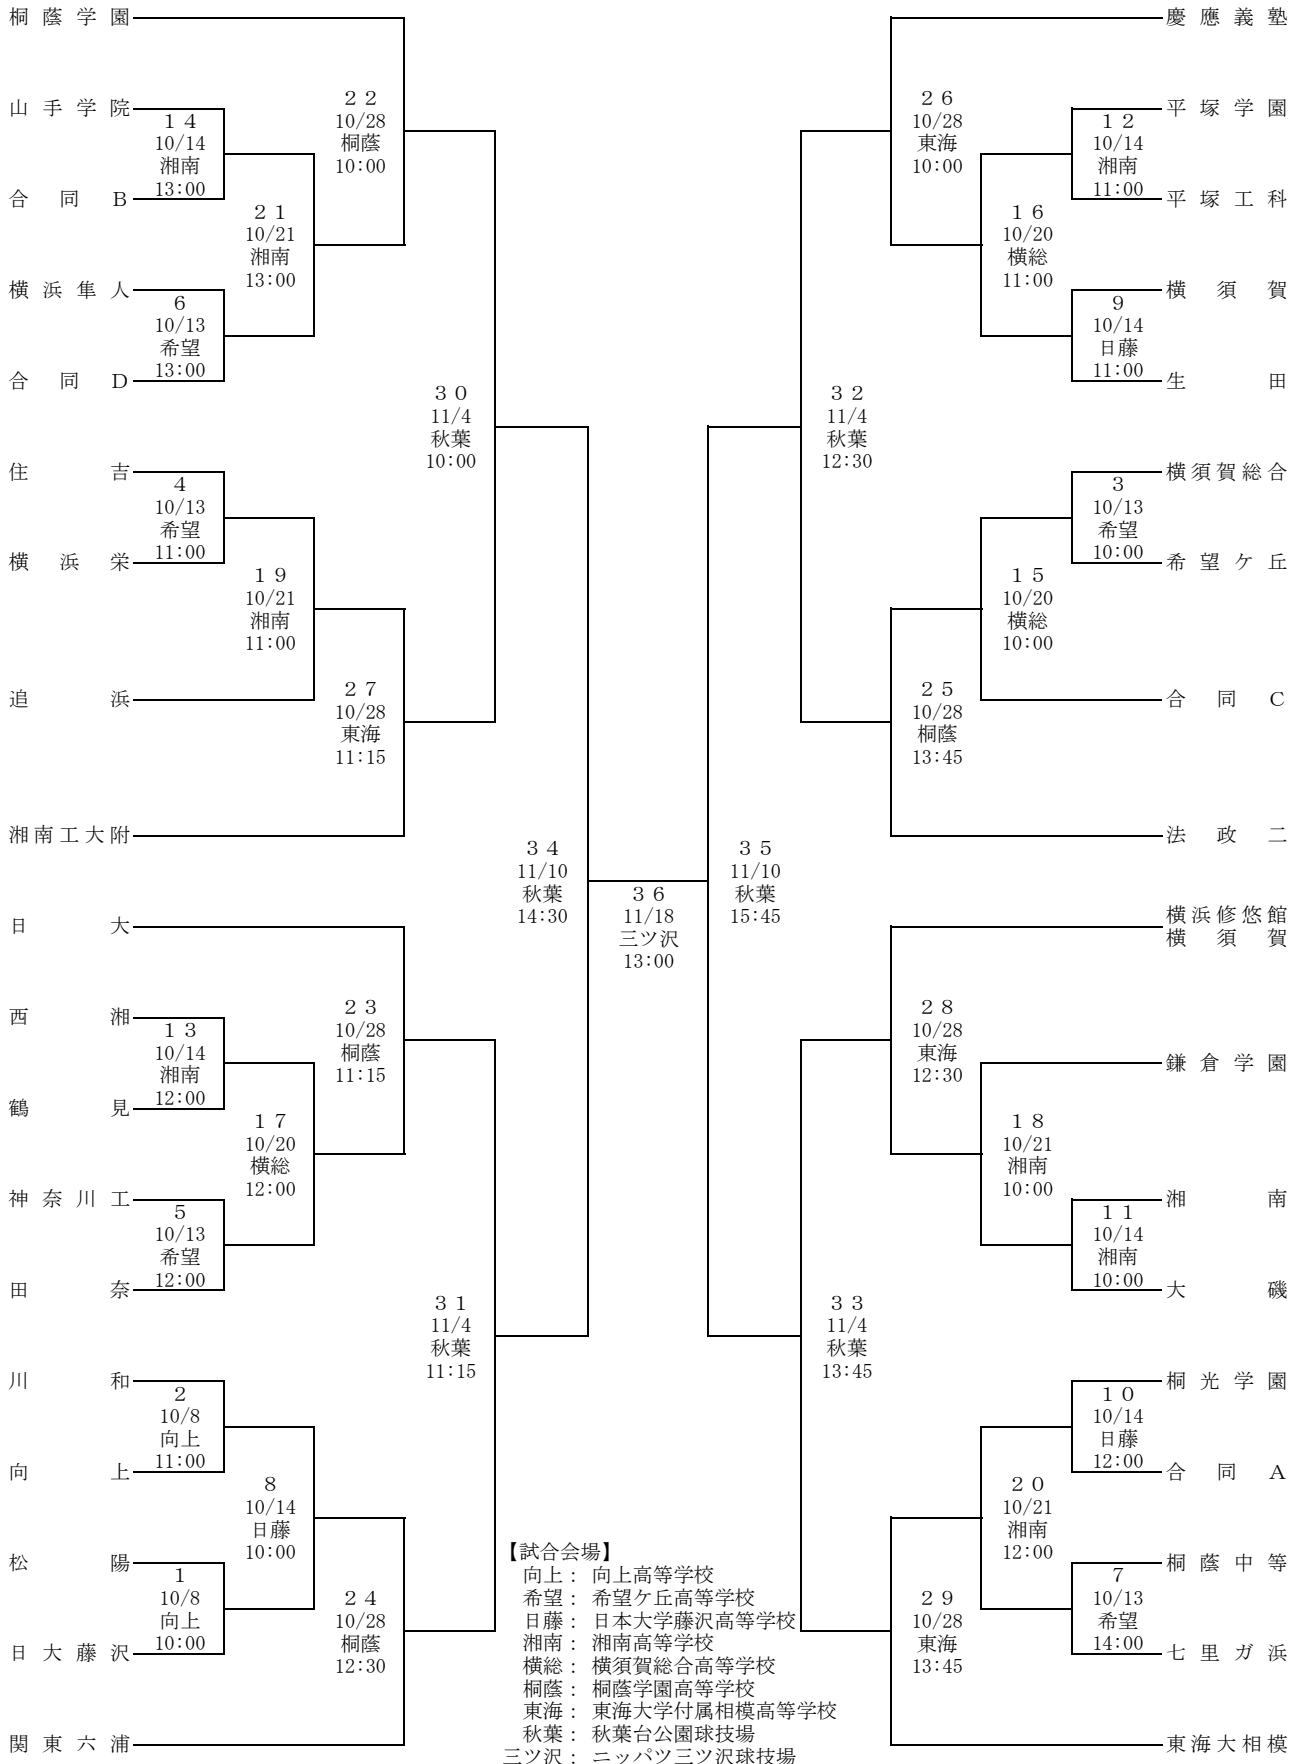 桐蔭学園
山手学院
合同B
横浜隼人
合同D
住吉
横浜栄
追浜
湘南工大附
日大
西湘
鶴見
神奈川工
田奈
川和
向上
松陽
日大藤沢
関東六浦
14
10/14
湘南
13:00
6
10/13
希望
13:00
4
10/13
希望
11:00
13
10/14
湘南
12:00
5
10/13
希望
12:00
2
10/8
向上
11:00
1
10/8
向上
10:00
21
10/21
湘南
13:00
19
10/21
湘南
11:00
17
10/20
横総
12:00
8
10/14
日藤
10:00
22
10/28
桐蔭
10:00
27
10/28
東海
11:15
23
10/28
桐蔭
11:15
24
10/28
桐蔭
12:30
30
11/4
秋葉
10:00
31
11/4
秋葉
11:15
34
11/10
秋葉
14:30
36
11/18
三ツ沢
13:00
35
11/10
秋葉
15:45
32
11/4
秋葉
12:30
33
11/4
秋葉
13:45
26
10/28
東海
10:00
25
10/28
桐蔭
13:45
28
10/28
東海
12:30
29
10/28
東海
13:45
16
10/20
横総
11:00
15
10/20
横総
10:00
18
10/21
湘南
10:00
20
10/21
湘南
12:00
12
10/14
湘南
11:00
9
10/14
日藤
11:00
3
10/13
希望
10:00
11
10/14
湘南
10:00
10
10/14
日藤
12:00
7
10/13
希望
14:00
慶應義塾
平塚学園
平塚工科
横須賀
生田
横須賀総合
希望ケ丘
合同C
法政二
横浜修悠館
横須賀
鎌倉学園
湘南
大磯
桐光学園
合同A
桐蔭中等
七里ガ浜
東海大相模
【試合会場】
向上： 向上高等学校
希望： 希望ケ丘高等学校
日藤： 日本大学藤沢高等学校
湘南： 湘南高等学校
横総： 横須賀総合高等学校
桐蔭： 桐蔭学園高等学校
東海： 東海大学付属相模高等学校
秋葉： 秋葉台公園球技場
三ツ沢： ニッパツ三ツ沢球技場